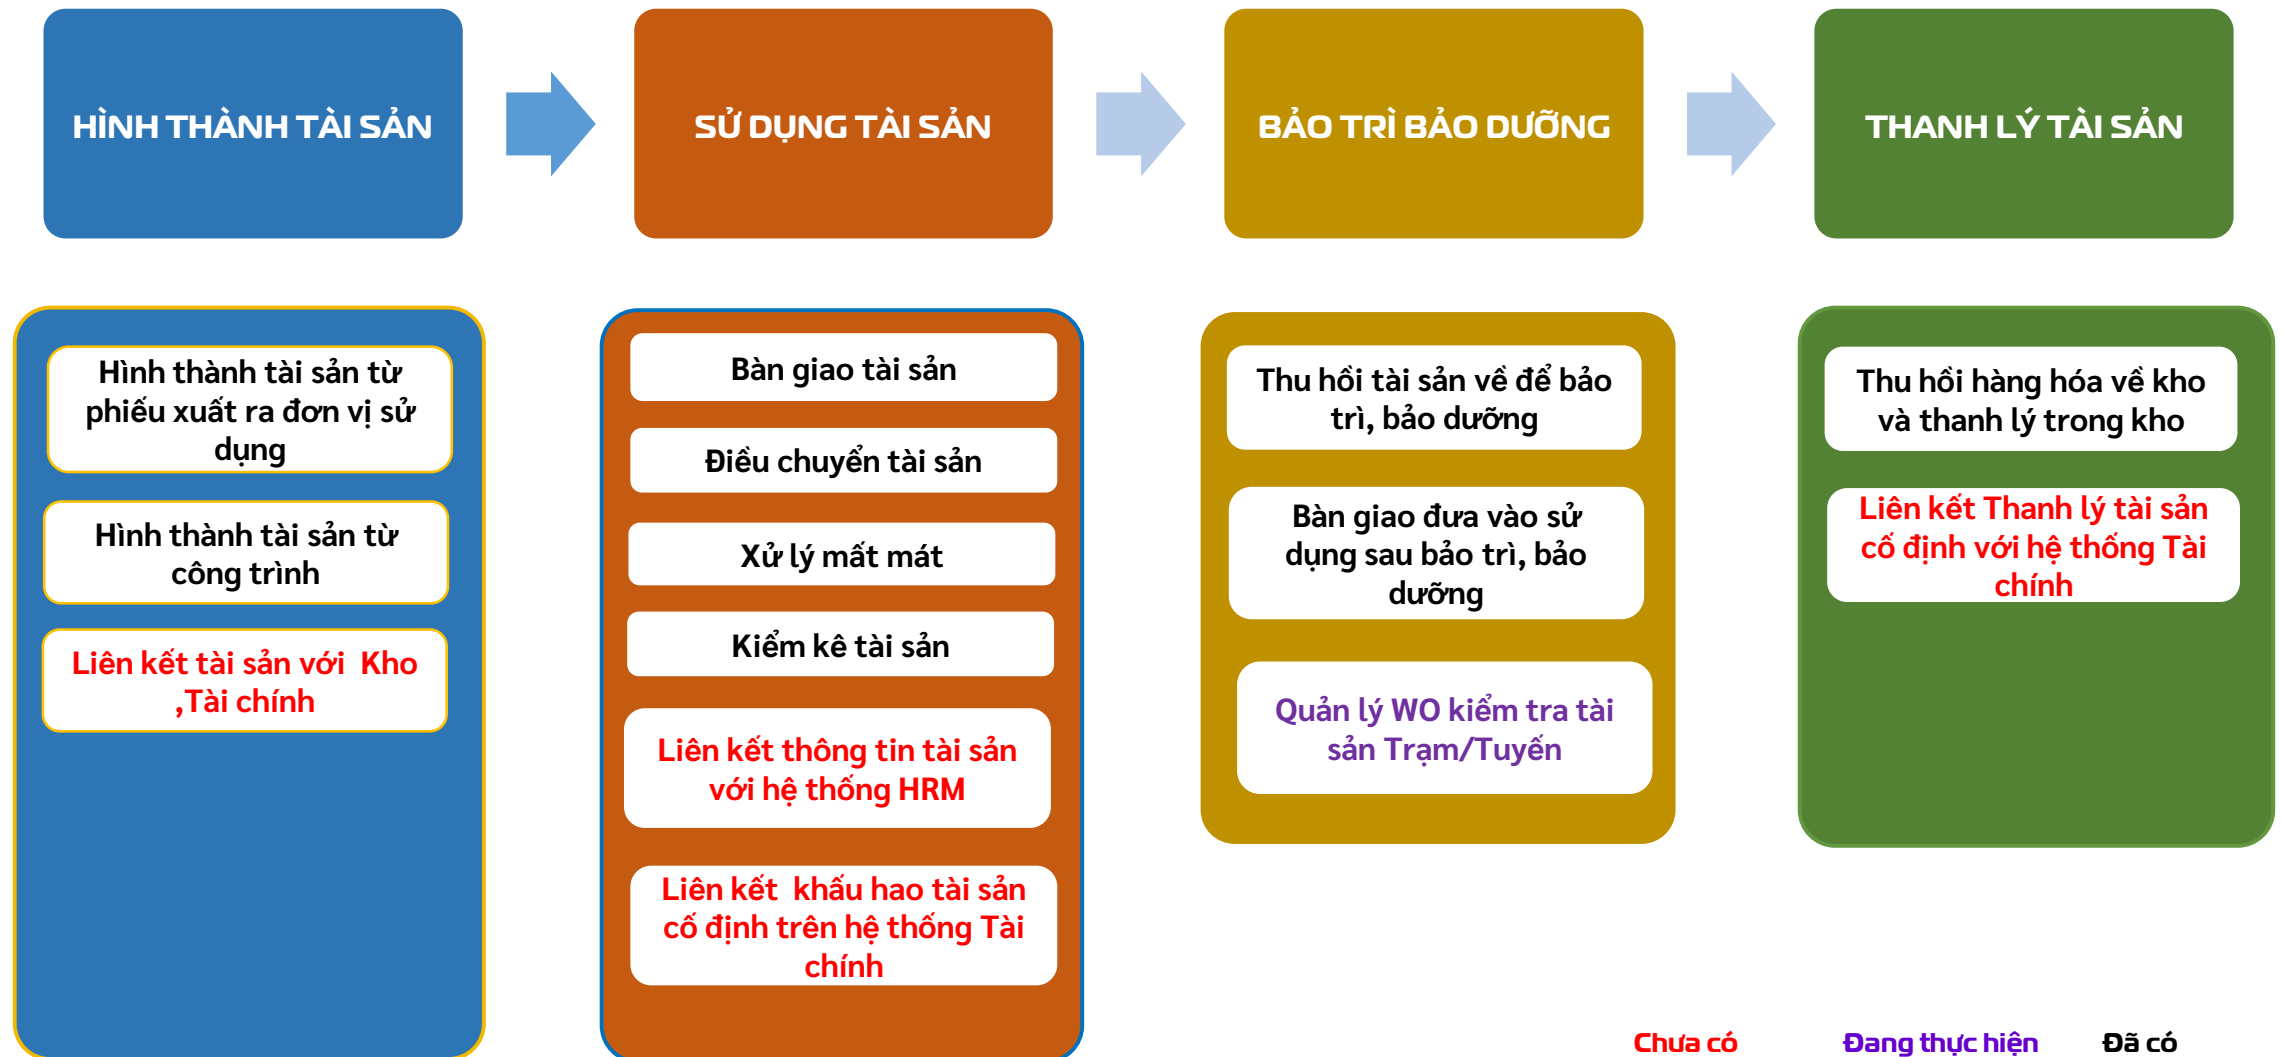 HÌNH THÀNH TÀI SẢN
SỬ DỤNG TÀI SẢN
BẢO TRÌ BẢO DƯỠNG
THANH LÝ TÀI SẢN
Hình thành tài sản từ
phiếu xuất ra đơn vị sử
dụng
Hình thành tài sản từ
công trình
Liên kết tài sản với Kho
,Tài chính
Bàn giao tài sản
Điều chuyển tài sản
Xử lý mất mát
Kiểm kê tài sản
Liên kết thông tin tài sản
với hệ thống HRM
Liên kết khấu hao tài sản
cố định trên hệ thống Tài
chính
Thu hồi tài sản về để bảo
trì, bảo dưỡng
Bàn giao đưa vào sử
dụng sau bảo trì, bảo
dưỡng
Quản lý WO kiểm tra tài
sản Trạm/Tuyến
Thu hồi hàng hóa về kho
và thanh lý trong kho
Liên kết Thanh lý tài sản
cố định với hệ thống Tài
chính
Chưa có
Đang thực hiện
Đã có